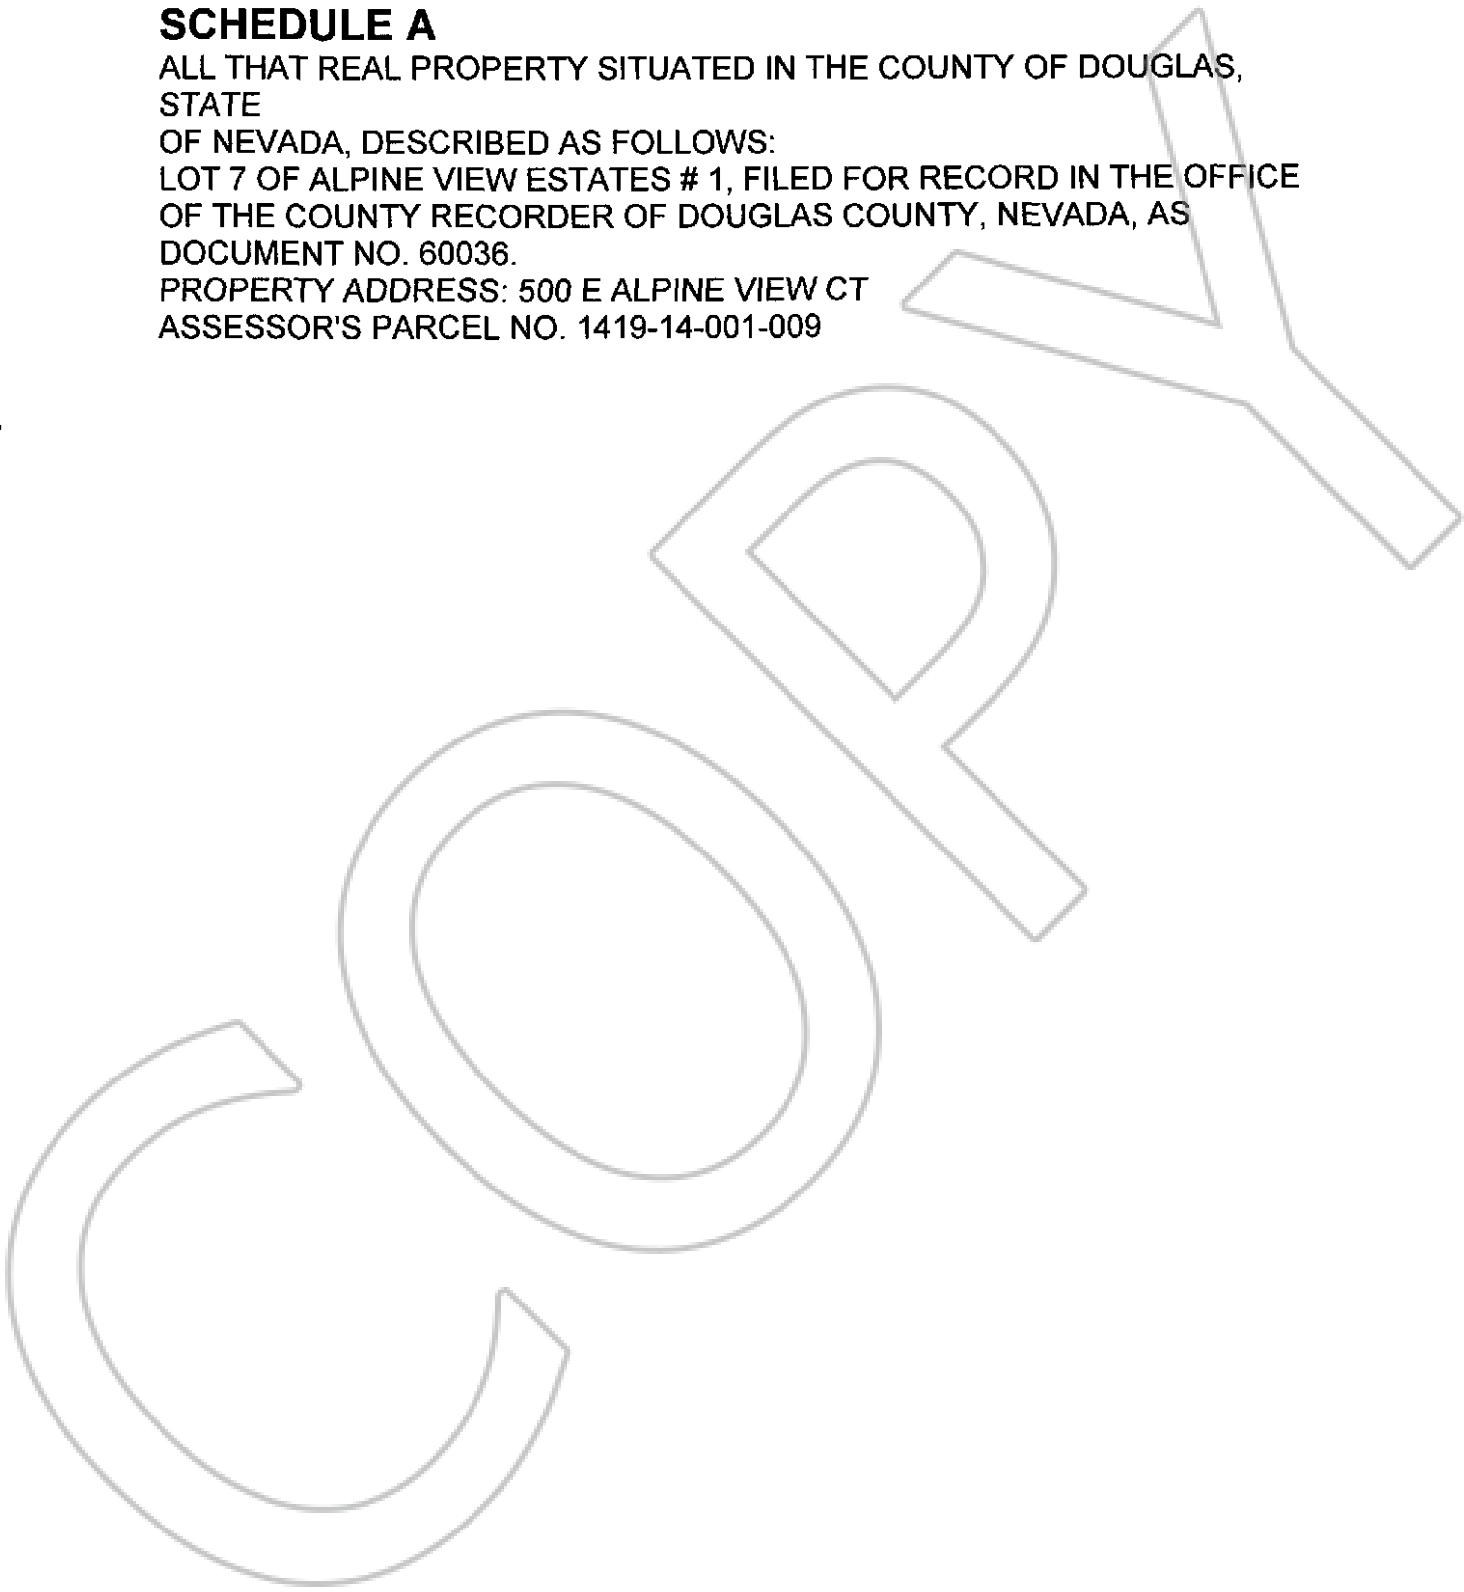 SCHEDULE A
ALL THAT REAL PROPERTY SITUATED IN THE COUNTY OF DOUGLAS,
STATE
OF NEVADA, DESCRIBED AS FOLLOWS:
LOT 7 OF ALPINE VIEW ESTATES # 1, FILED FOR RECORD IN THE OFFICE
OF THE COUNTY RECORDER OF DOUGLAS COUNTY, NEVADA, AS
DOCUMENT NO. 60036.
PROPERTY ADDRESS: 500 E ALPINE VIEW CT
ASSESSOR'S PARCEL NO. 1419-14-001-009
COPY